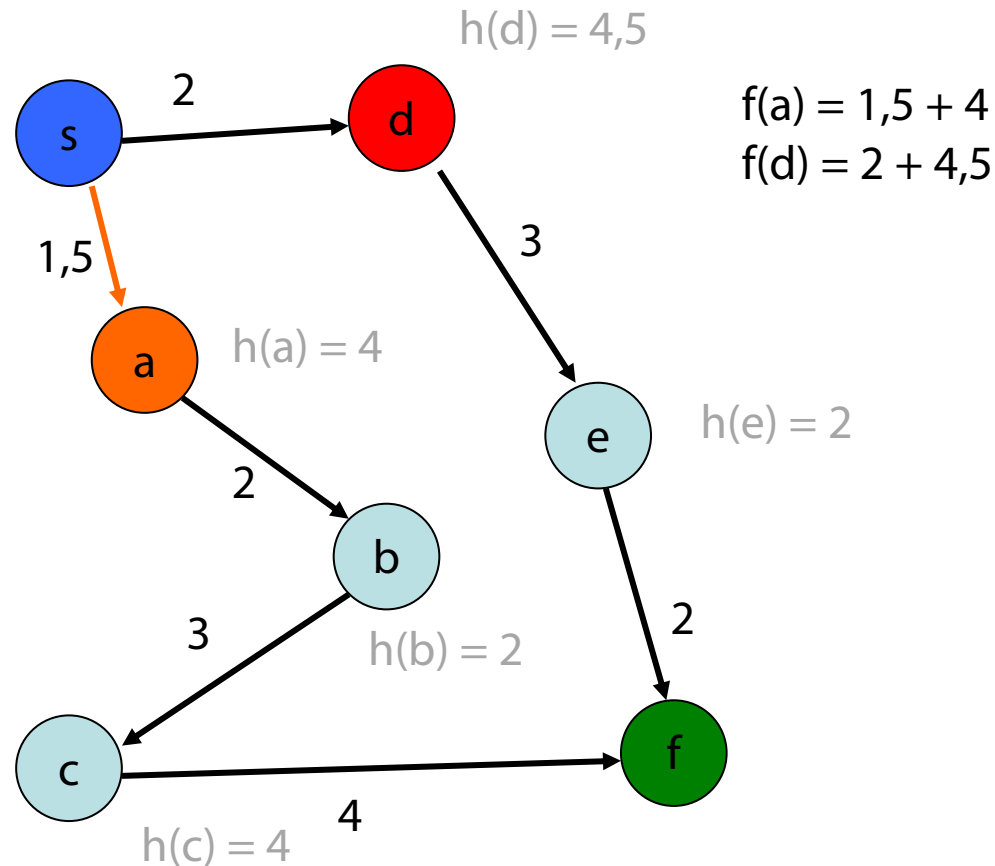 h(d) = 4,5
2
s
d
f(a) = 1,5 + 4
f(d) = 2 + 4,5
1,5
3
a
h(a) = 4
e
h(e) = 2
2
b
3
h(b) = 2
2
c
f
4
h(c) = 4